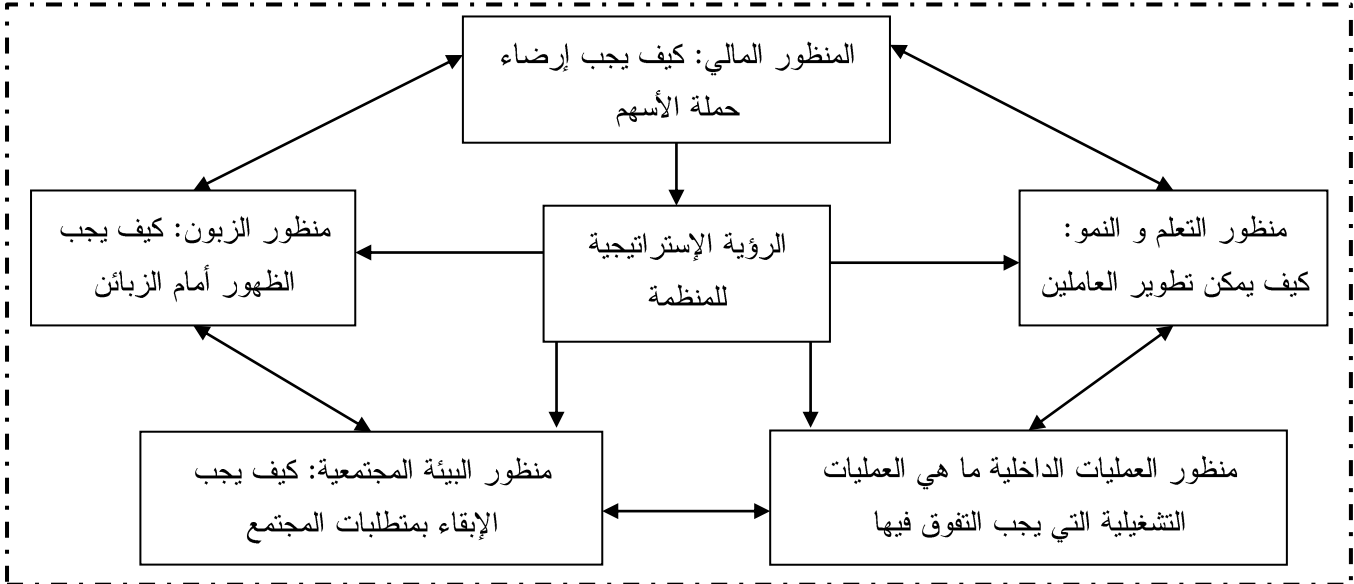 المنظور المالي: كيف يجب إرضاء
حملة الأسهم
منظور التعلم و النمو:
كيف يمكن تطوير العاملين
الرؤية الإستراتيجية
للمنظمة
منظور الزبون: كيف يجب
الظهور أمام الزبائن
منظور العمليات الداخلية ما هي العمليات
التشغيلية التي يجب التفوق فيها
منظور البيئة المجتمعية: كيف يجب
الإبقاء بمتطلبات المجتمع